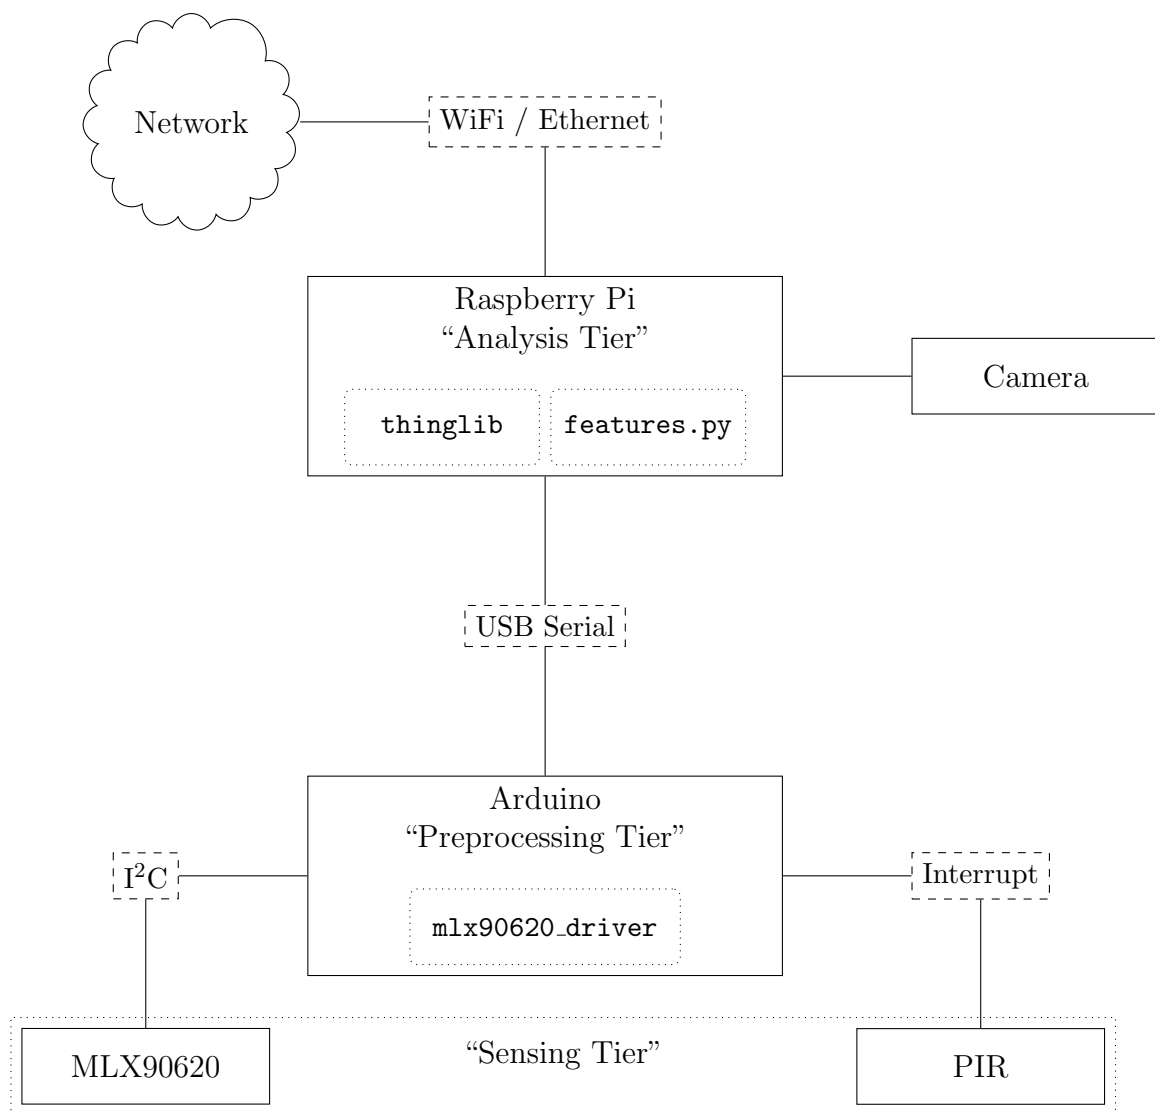 Network
WiFi / Ethernet
Raspberry Pi
“Analysis Tier”
Camera
thinglib
features.py
USB Serial
Arduino
“Preprocessing Tier”
I²C
Interrupt
mlx90620_driver
“Sensing Tier”
MLX90620
PIR